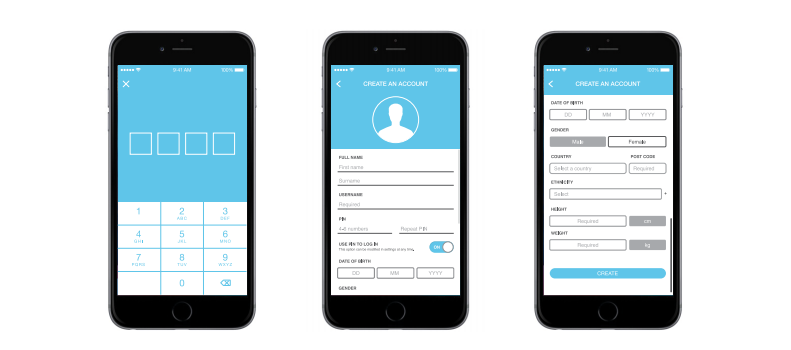 9:41 AM 100%
1 2 3
ABC DEF
4 5 6
GHI JKL MNO
7 8 9
PQRS TUV WXYZ
0
9:41 AM 100%
CREATE AN ACCOUNT
FULL NAME
First name
Surname
USERNAME
Required
PIN
4-6 numbers Repeat PIN
USE PIN TO LOG IN
This option can be modified in settings at any time.
ON
DATE OF BIRTH
DD MM YYYY
GENDER
9:41 AM 100%
CREATE AN ACCOUNT
DATE OF BIRTH
DD MM YYYY
GENDER
Male Female
COUNTRY POST CODE
Select a country Required
ETHNICITY
Select
HEIGHT
Required cm
WEIGHT
Required kg
CREATE